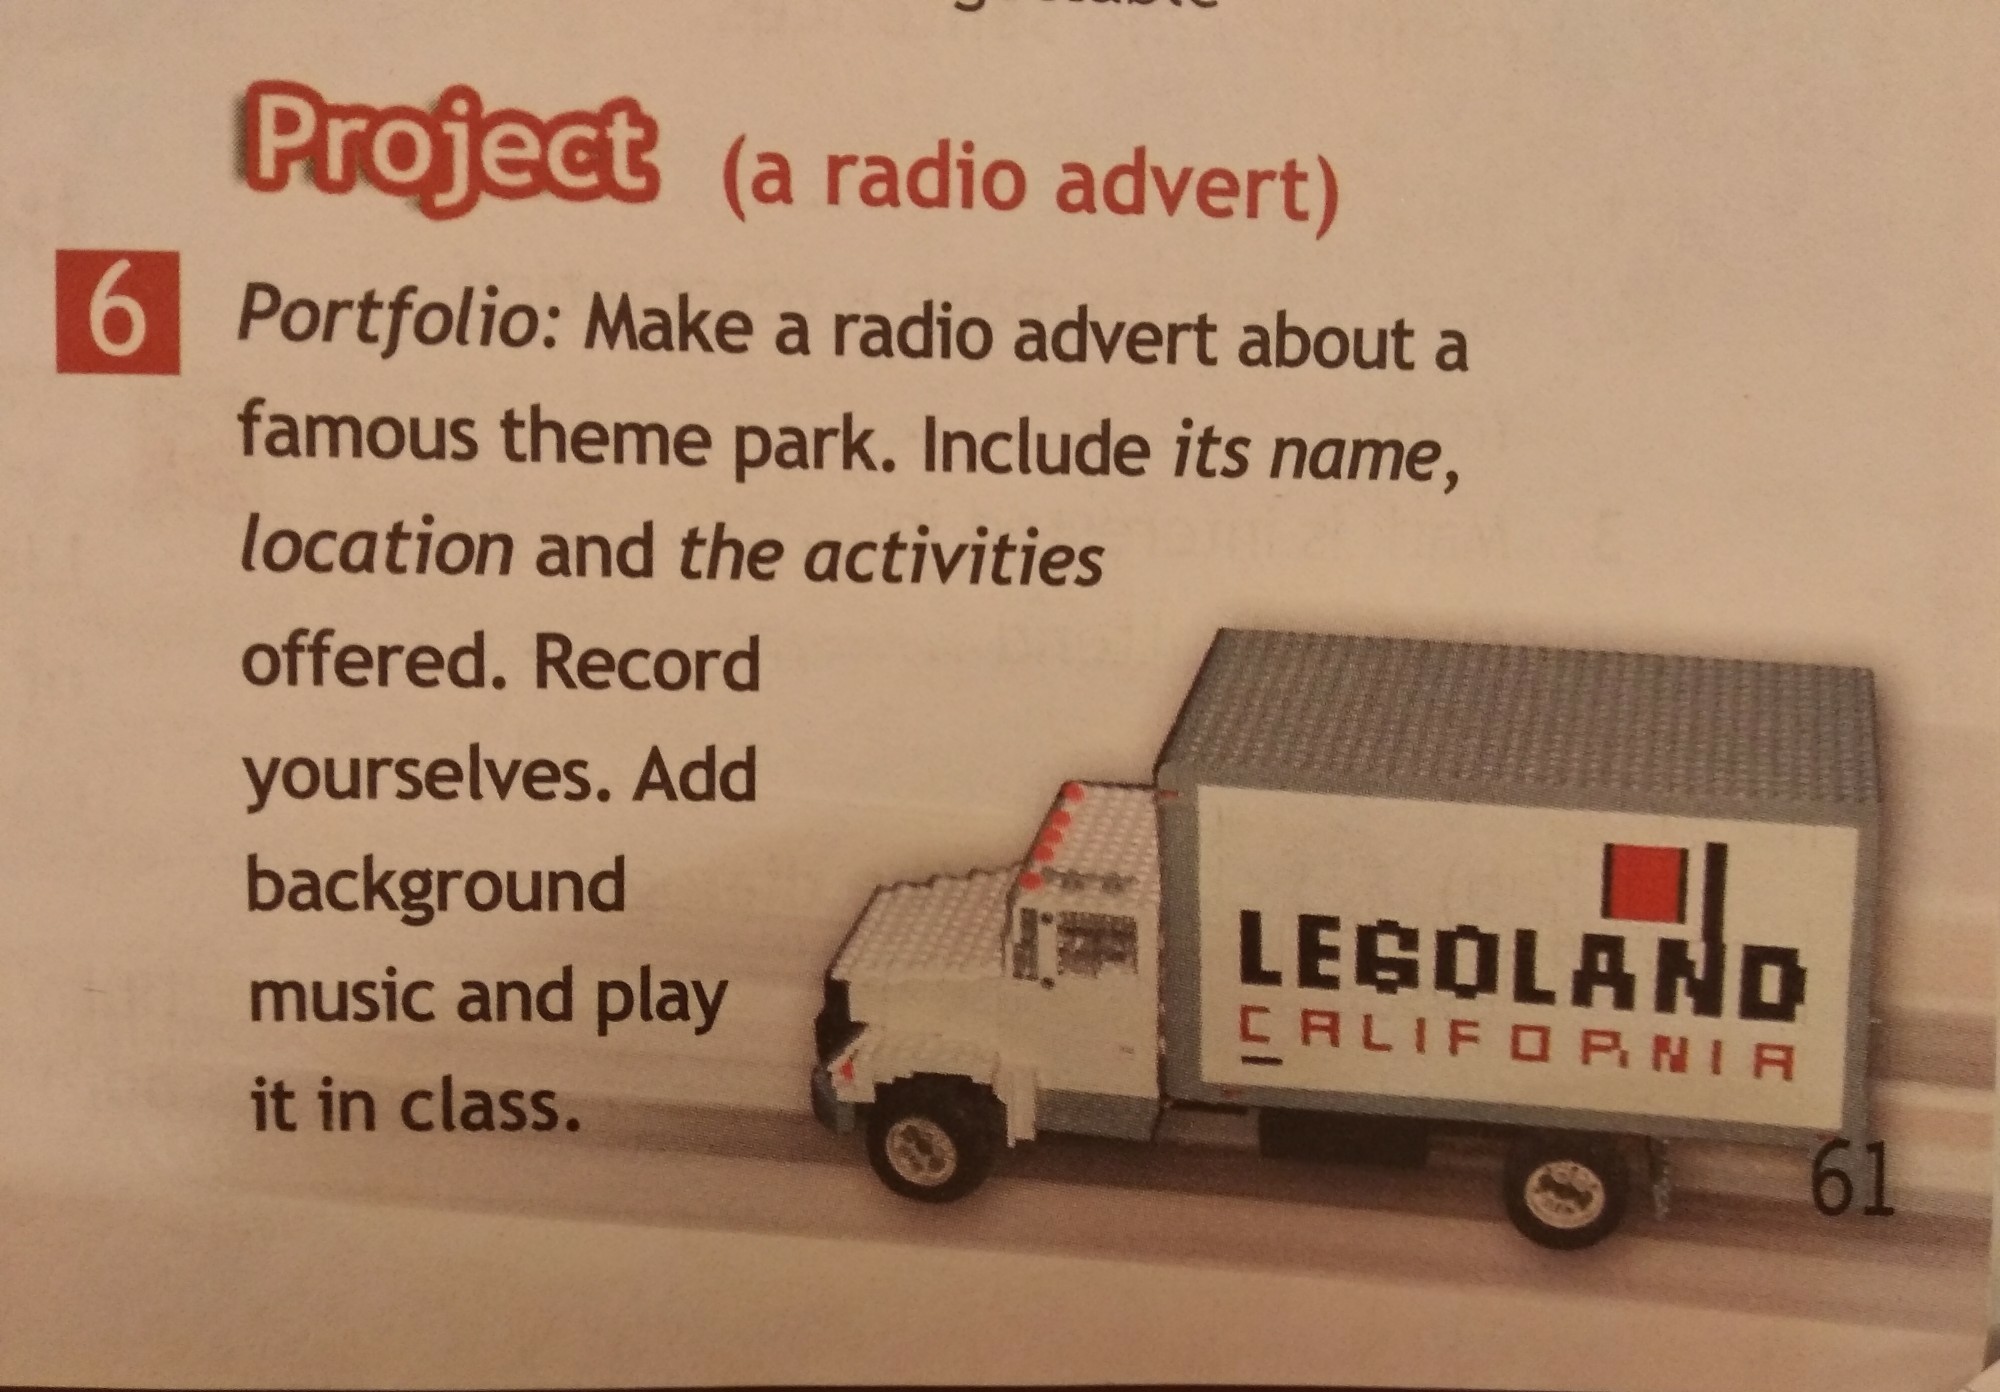 Project (a radio advert)
6 Portfolio: Make a radio advert about a
famous theme park. Include its name,
location and the activities
offered. Record
yourselves. Add
background
music and play
it in class.
LEGOLAND
CALIFORNIA
61